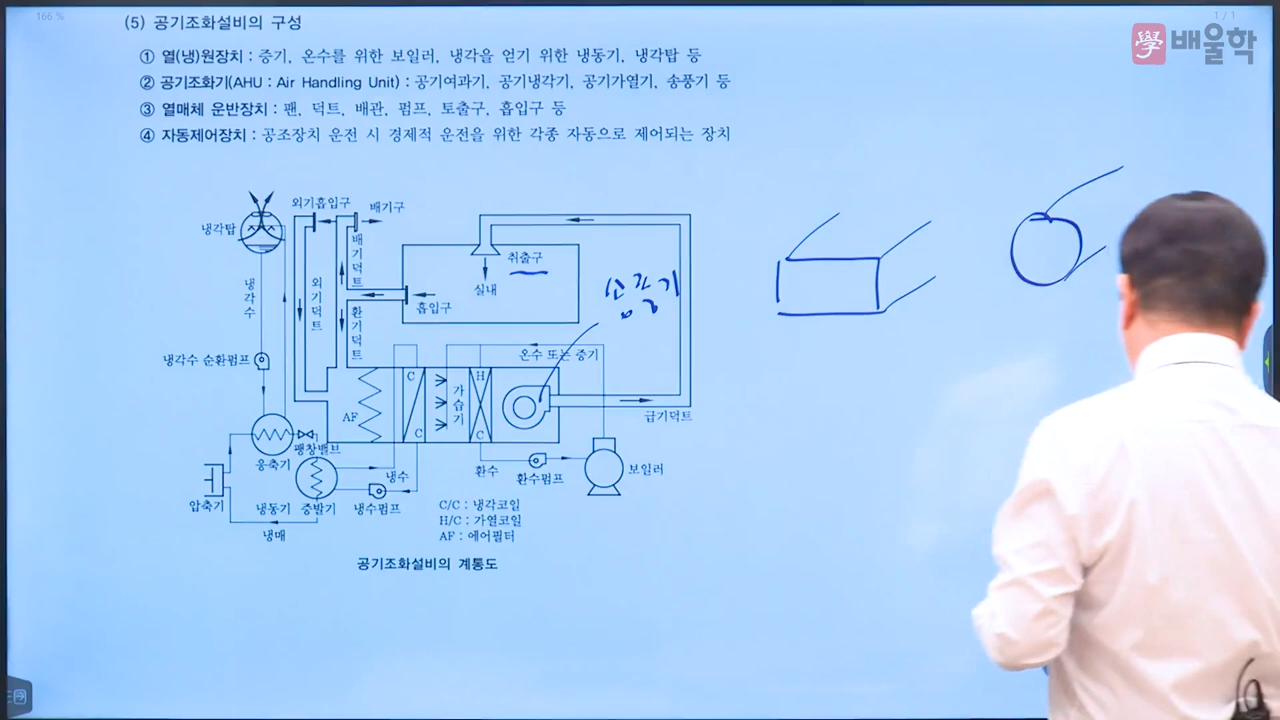 166 %
1 / 1
學 배울학
(5) 공기조화설비의 구성
① 열(냉)원장치 : 증기, 온수를 위한 보일러, 냉각을 얻기 위한 냉동기, 냉각탑 등
② 공기조화기(AHU : Air Handling Unit) : 공기여과기, 공기냉각기, 공기가열기, 송풍기 등
③ 열매체 운반장치 : 팬, 덕트, 배관, 펌프, 토출구, 흡입구 등
④ 자동제어장치 : 공조장치 운전 시 경제적 운전을 위한 각종 자동으로 제어되는 장치
외기흡입구
배기구
냉각탑
배기덕트
취출구
실내
송풍기
냉각수
외기덕트
흡입구
환기덕트
냉각수 순환펌프
온수 또는 증기
C
H
가습기
AF
C
C
급기덕트
팽창밸브
응축기
냉수
환수
환수펌프
보일러
압축기
냉동기
증발기
냉수펌프
냉매
C/C : 냉각코일
H/C : 가열코일
AF : 에어필터
공기조화설비의 계통도